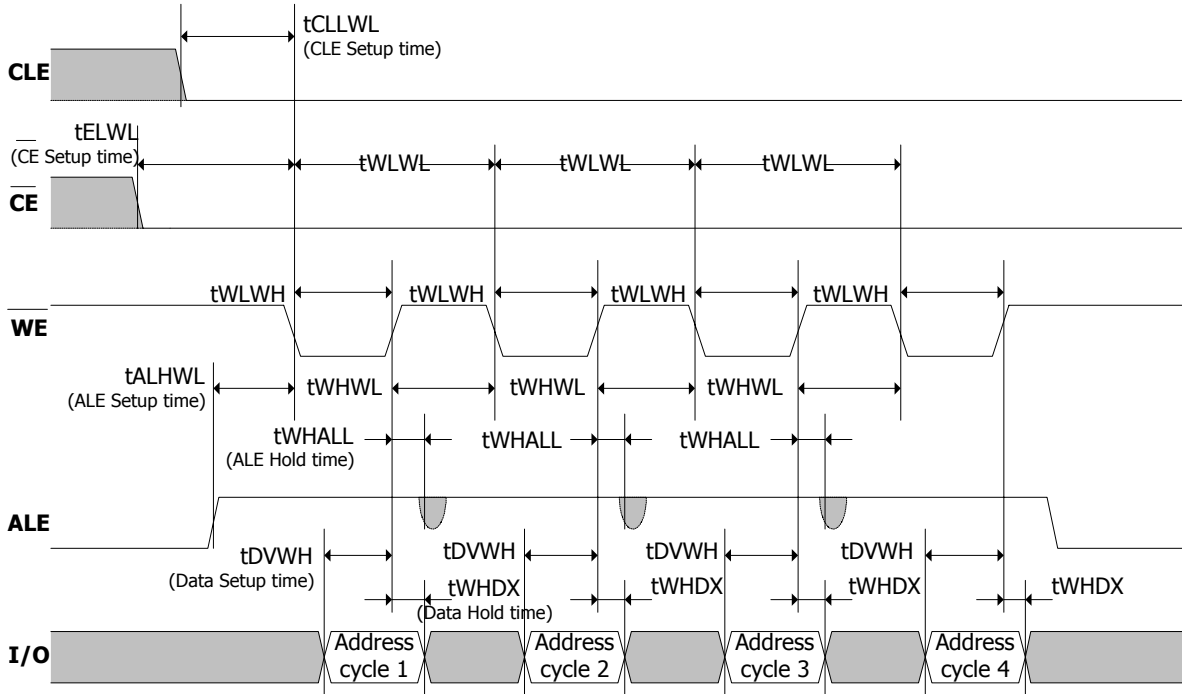 tCLLWL
(CLE Setup time)
CLE
tELWL
(CE Setup time)
tWLWL
tWLWL
tWLWL
CE
tWLWH
tWLWH
tWLWH
tWLWH
WE
tALHWL
(ALE Setup time)
tWHWL
tWHWL
tWHWL
tWHALL
(ALE Hold time)
tWHALL
tWHALL
ALE
tDVWH
(Data Setup time)
tDVWH
tDVWH
tDVWH
tWHDX
(Data Hold time)
tWHDX
tWHDX
tWHDX
I/O
Address
cycle 1
Address
cycle 2
Address
cycle 3
Address
cycle 4